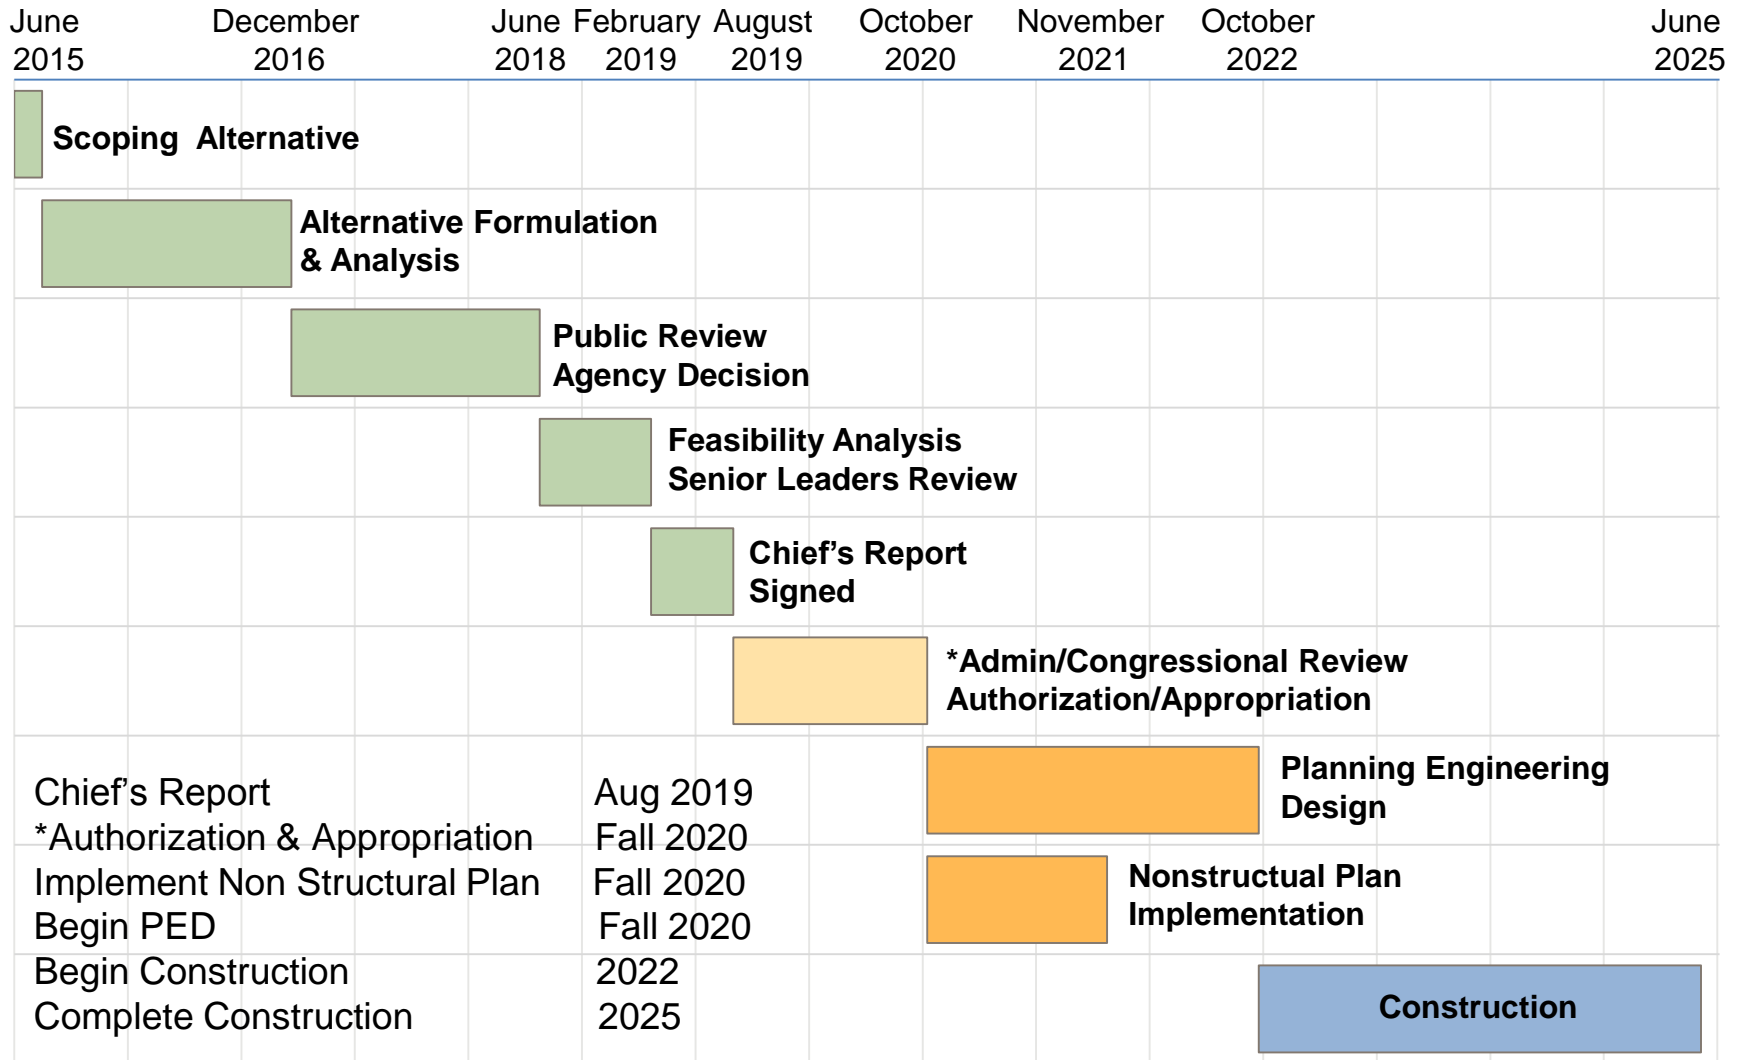 June December June February August October November October June
2015 2016 2018 2019 2019 2020 2021 2022 2025
Scoping Alternative
Alternative Formulation
& Analysis
Public Review
Agency Decision
Feasibility Analysis
Senior Leaders Review
Chief’s Report
Signed
*Admin/Congressional Review
Authorization/Appropriation
Planning Engineering
Design
Nonstructual Plan
Implementation
Construction
Chief’s Report Aug 2019
*Authorization & Appropriation Fall 2020
Implement Non Structural Plan Fall 2020
Begin PED Fall 2020
Begin Construction 2022
Complete Construction 2025